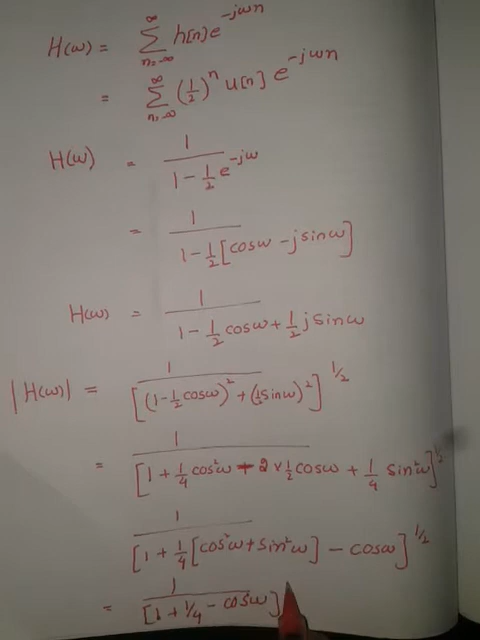 H(ω) = ∑_{n=-∞}^{∞} h[n] e^{-jωn}
= ∑_{n=-∞}^{∞} (1/2)^n u[n] e^{-jωn}
H(ω) = 1 / (1 - 1/2 e^{-jω})
= 1 / (1 - 1/2 [cosω - j sinω])
H(ω) = 1 / (1 - 1/2 cosω + 1/2 j sinω)
|H(ω)| = 1 / [(1 - 1/2 cosω)^2 + (1/2 sinω)^2]^{1/2}
= 1 / [1 + 1/4 cos²ω - 2 × 1/2 cosω + 1/4 sin²ω]^{1/2}
1 / [1 + 1/4 [cos²ω + sin²ω] - cosω]^{1/2}
= 1 / [1 + 1/4 - cosω]